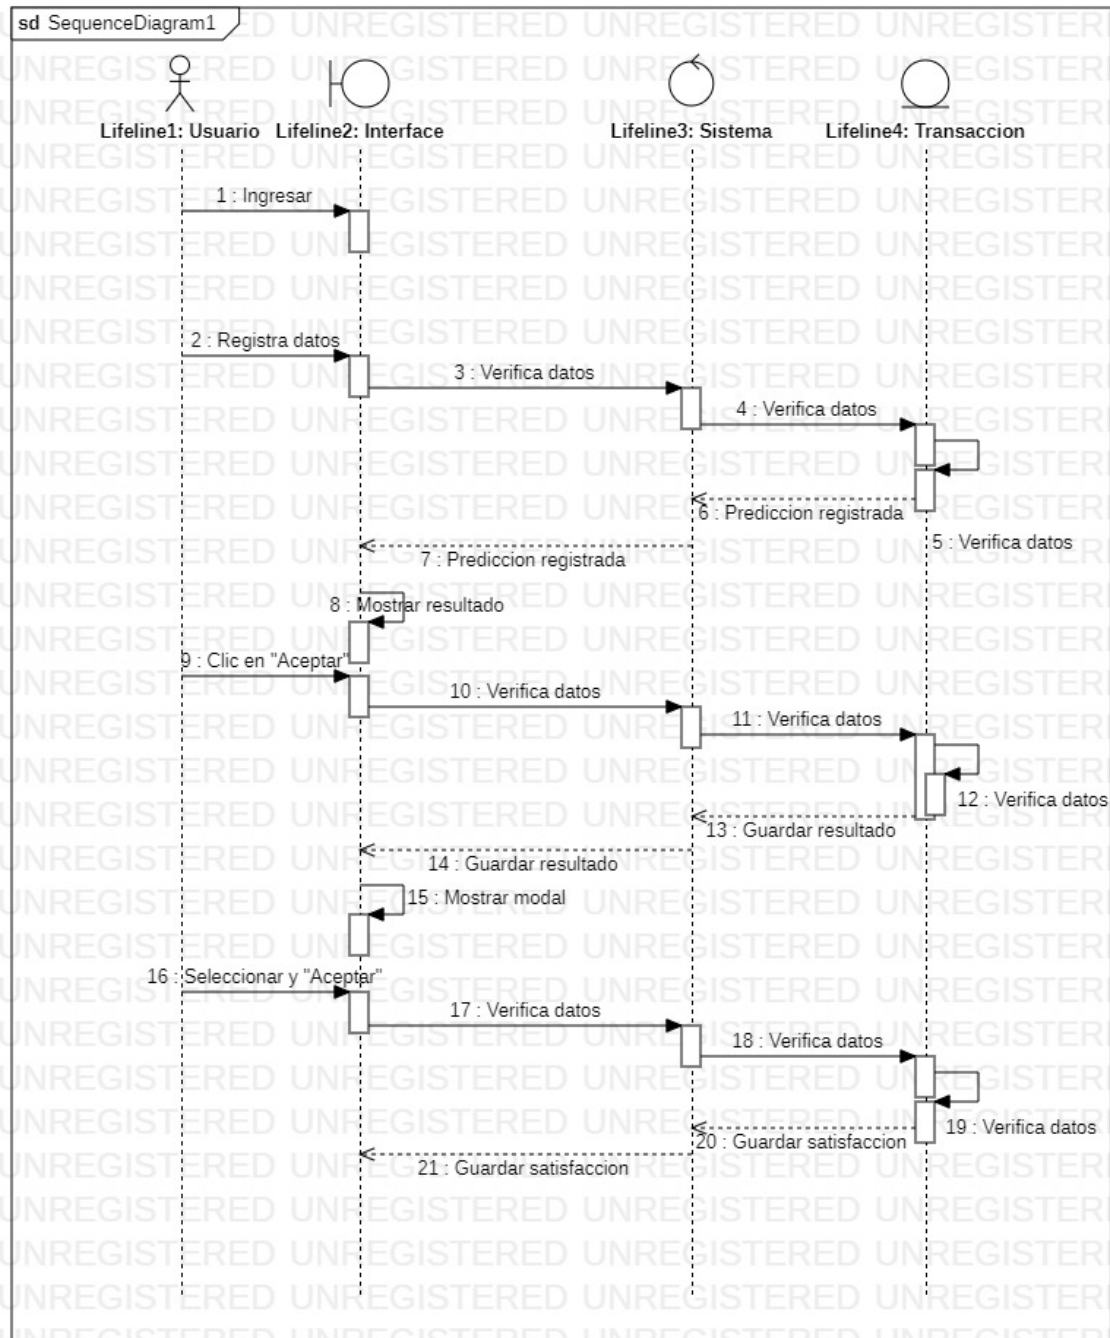 sd SequenceDiagram1
Lifeline1: Usuario
Lifeline2: Interface
Lifeline3: Sistema
Lifeline4: Transaccion
1 : Ingresar
2 : Registra datos
3 : Verifica datos
4 : Verifica datos
6 : Prediccion registrada
5 : Verifica datos
7 : Prediccion registrada
8 : Mostrar resultado
9 : Clic en "Aceptar"
10 : Verifica datos
11 : Verifica datos
12 : Verifica datos
13 : Guardar resultado
14 : Guardar resultado
15 : Mostrar modal
16 : Seleccionar y "Aceptar"
17 : Verifica datos
18 : Verifica datos
19 : Verifica datos
20 : Guardar satisfaccion
21 : Guardar satisfaccion
UNREGISTERED